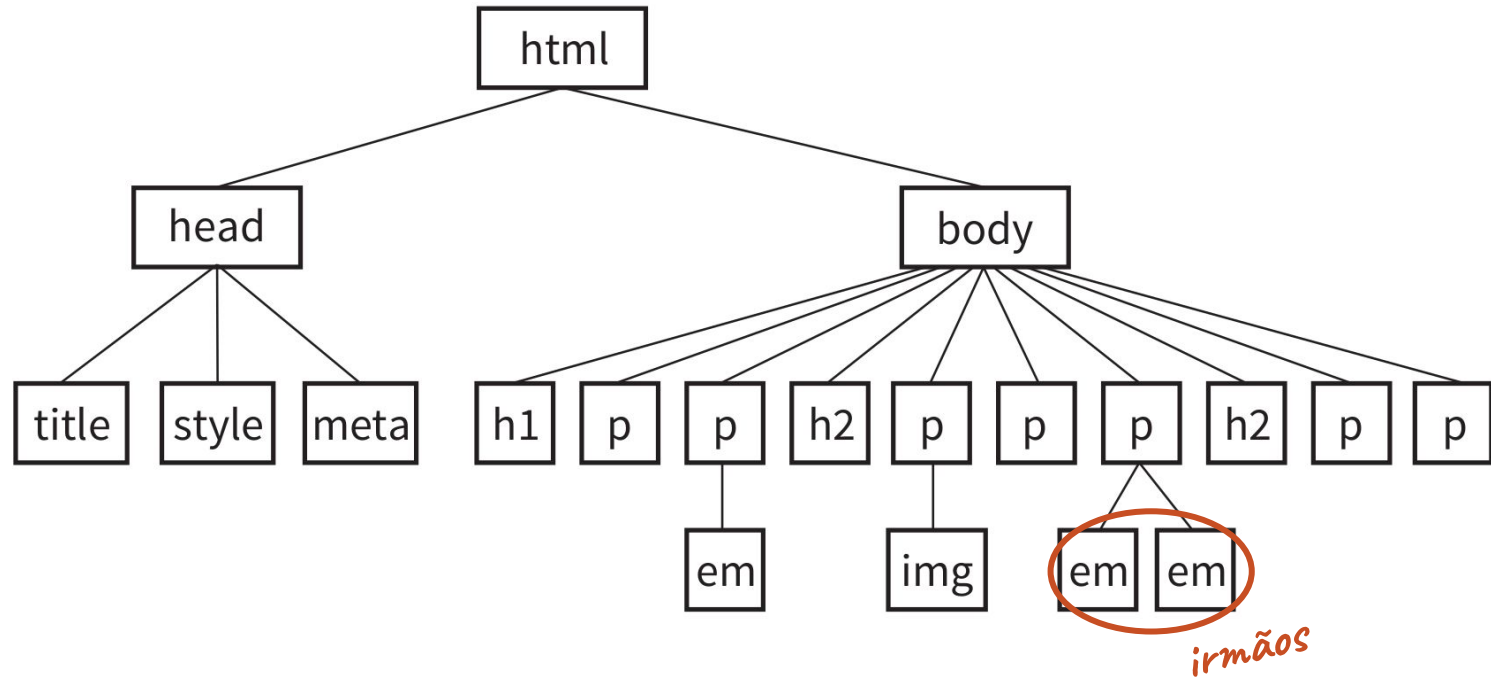 html
head body
title style meta h1 p p h2 p p p h2 p p
em img em em
irmãos